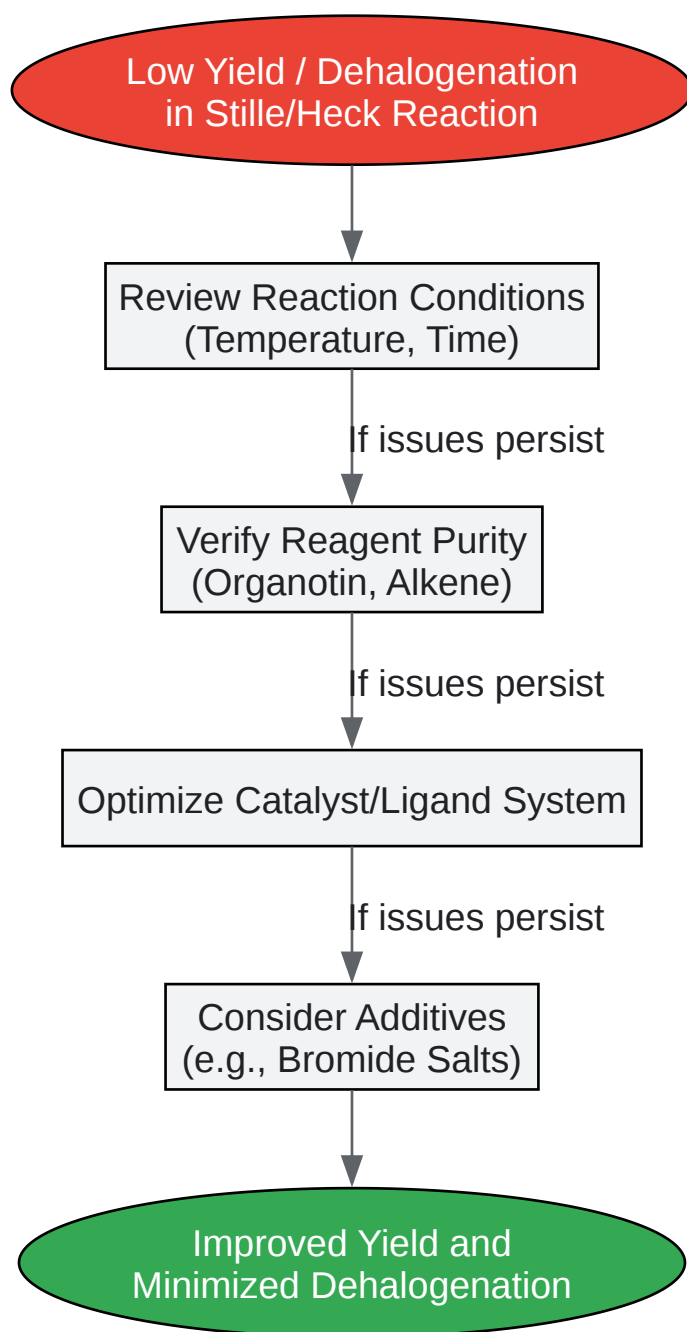 Low Yield / Dehalogenation
in Stille/Heck Reaction
Review Reaction Conditions
(Temperature, Time)
If issues persist
Verify Reagent Purity
(Organotin, Alkene)
If issues persist
Optimize Catalyst/Ligand System
If issues persist
Consider Additives
(e.g., Bromide Salts)
Improved Yield and
Minimized Dehalogenation